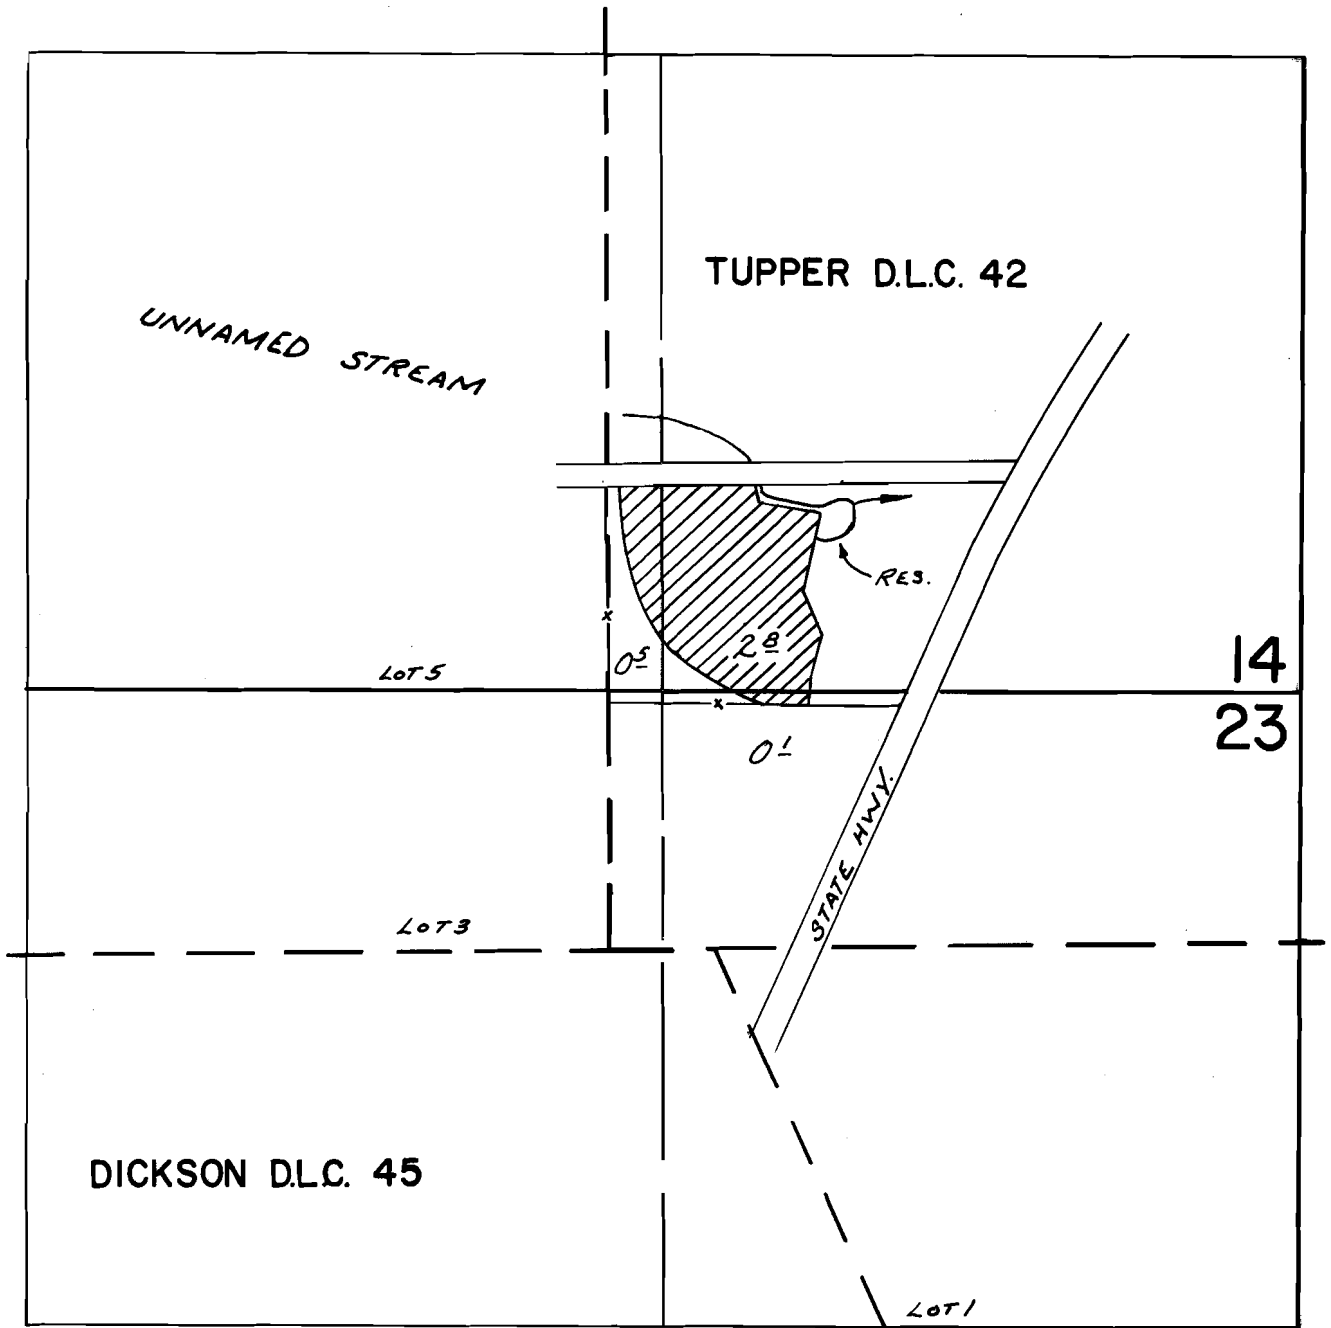 TUPPER D.L.C. 42
UNNAMED STREAM
RES.
2 8
0 5
LOT 5
14
23
0 1
STATE HWY.
LOT 3
DICKSON D.L.C. 45
LOT 1